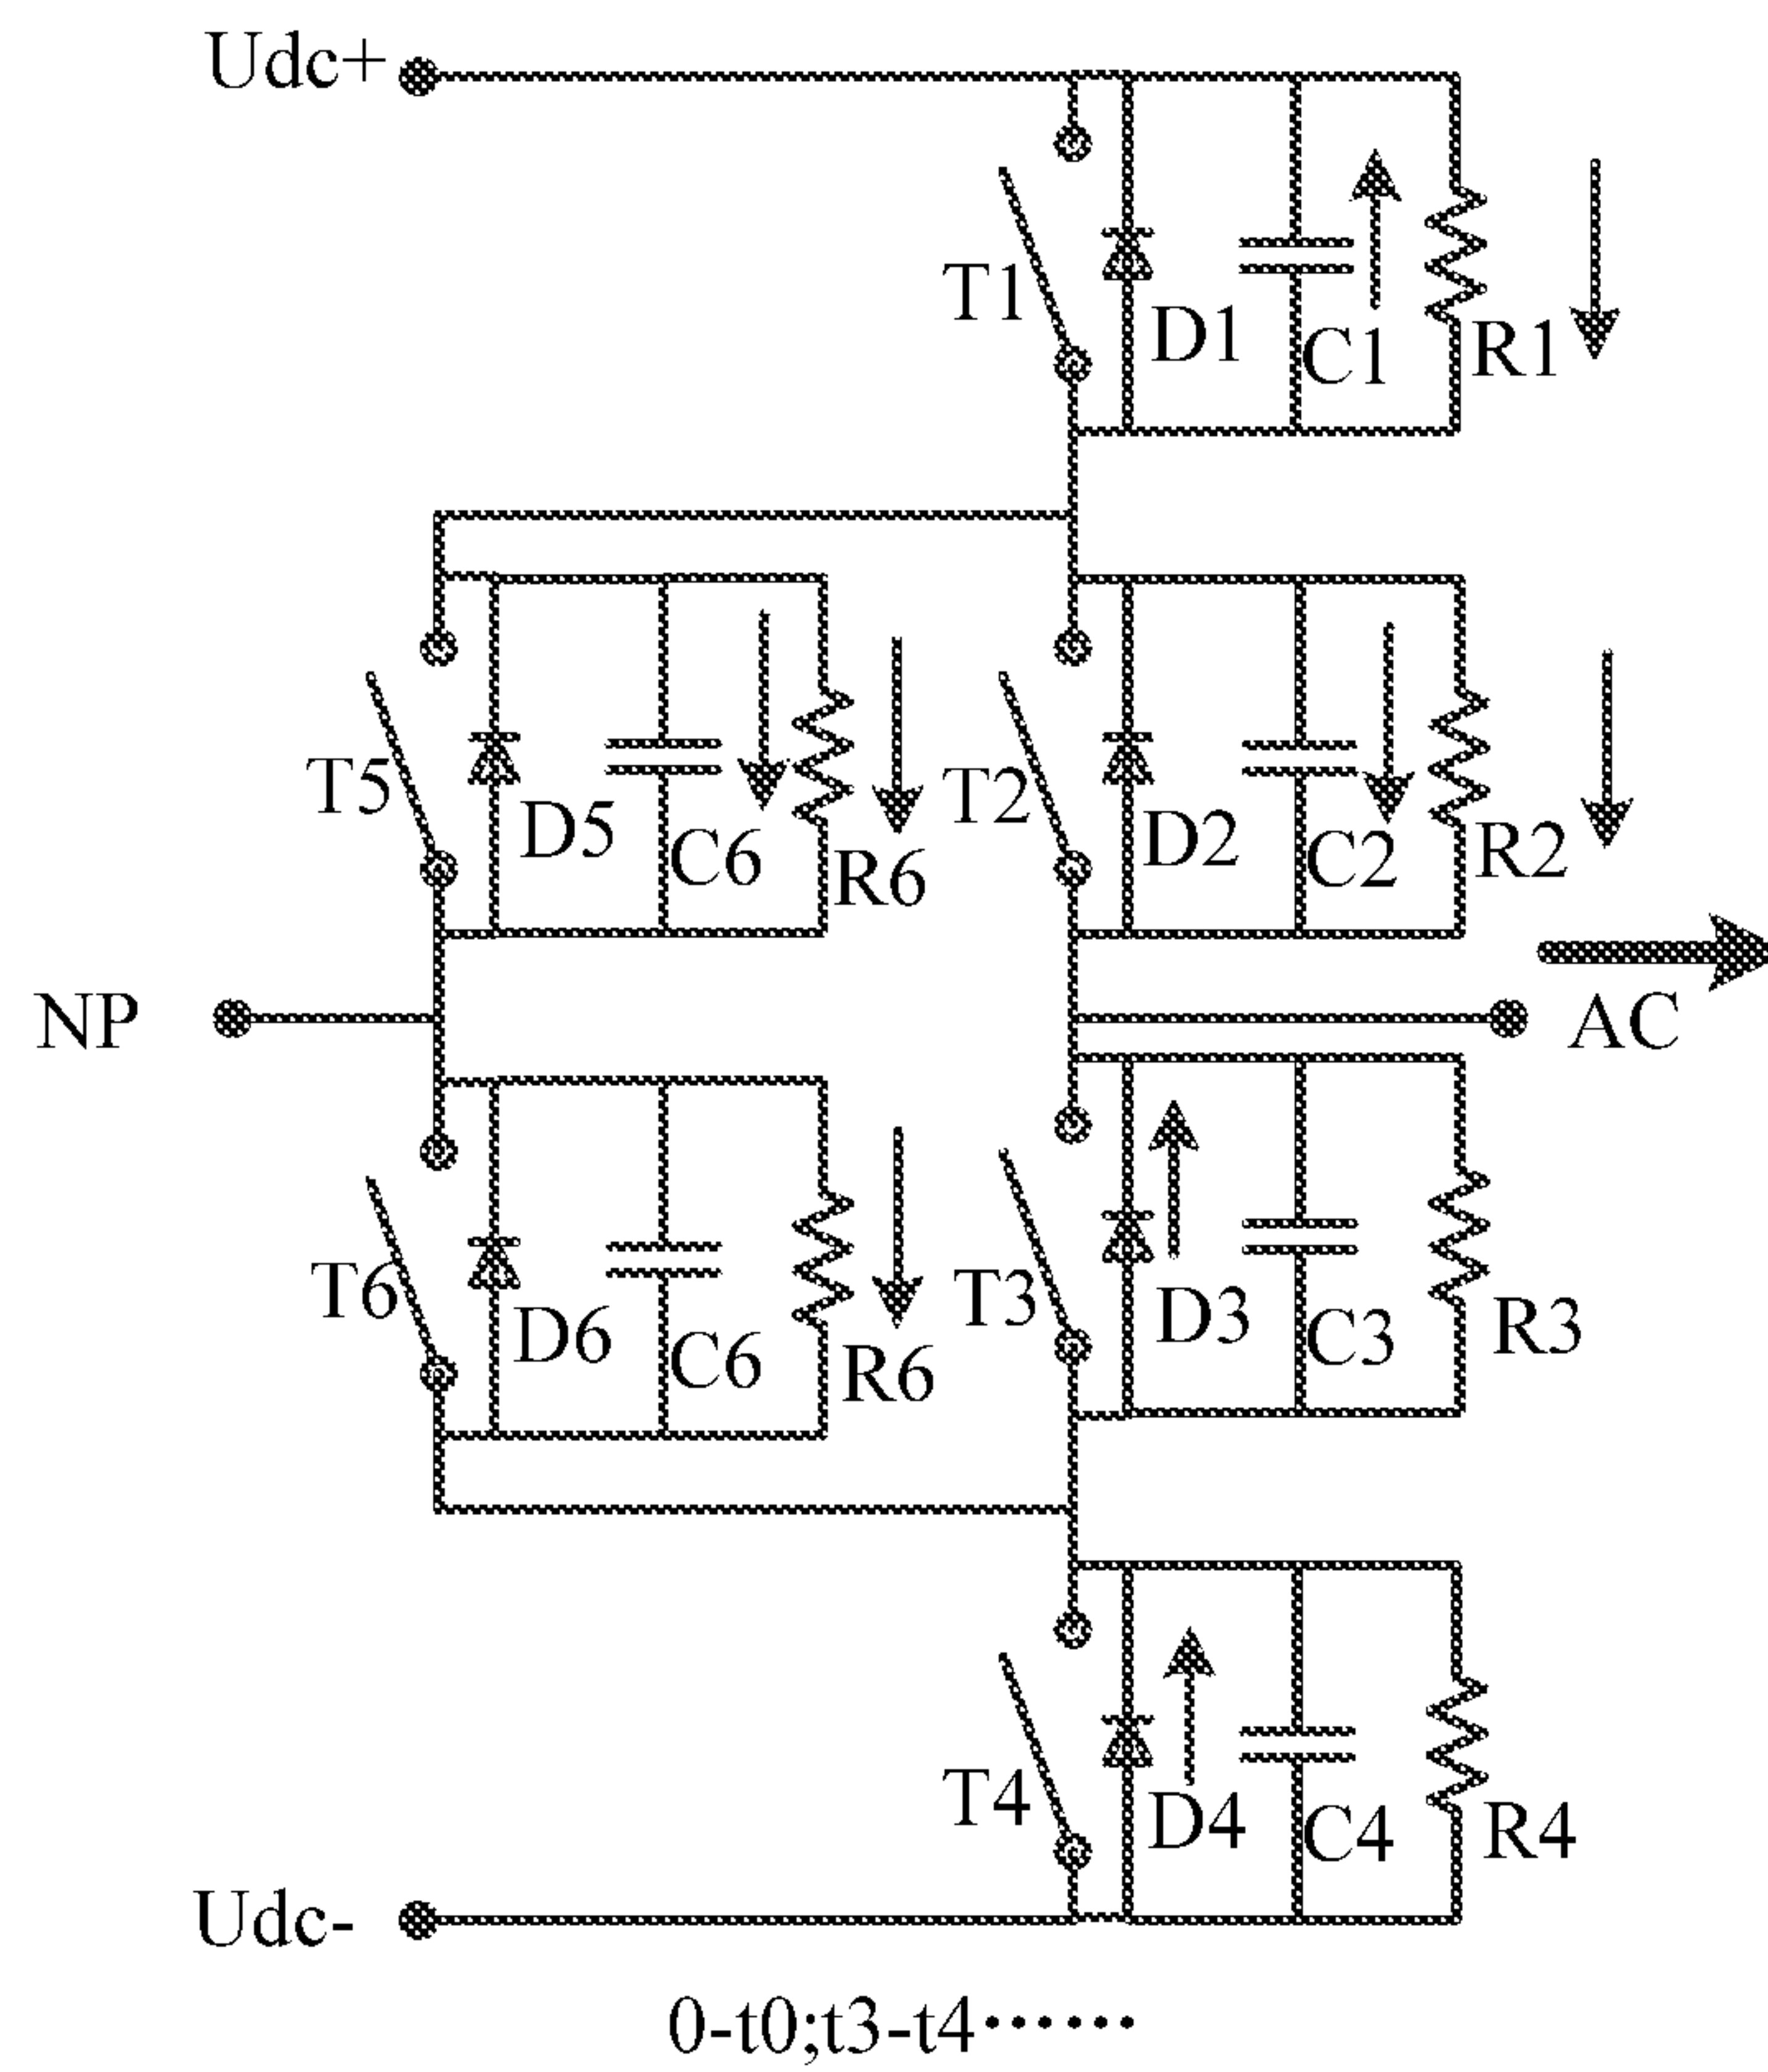 Udc+
T1
D1
C1
R1
T5
D5
C6
R6
T2
D2
C2
R2
NP
AC
T6
D6
C6
R6
T3
D3
C3
R3
T4
D4
C4
R4
Udc-
0-t0;t3-t4······